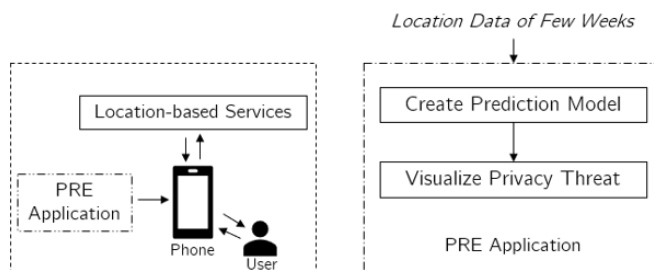 Location-based Services
PRE
Application
Phone
User
Location Data of Few Weeks
Create Prediction Model
Visualize Privacy Threat
PRE Application